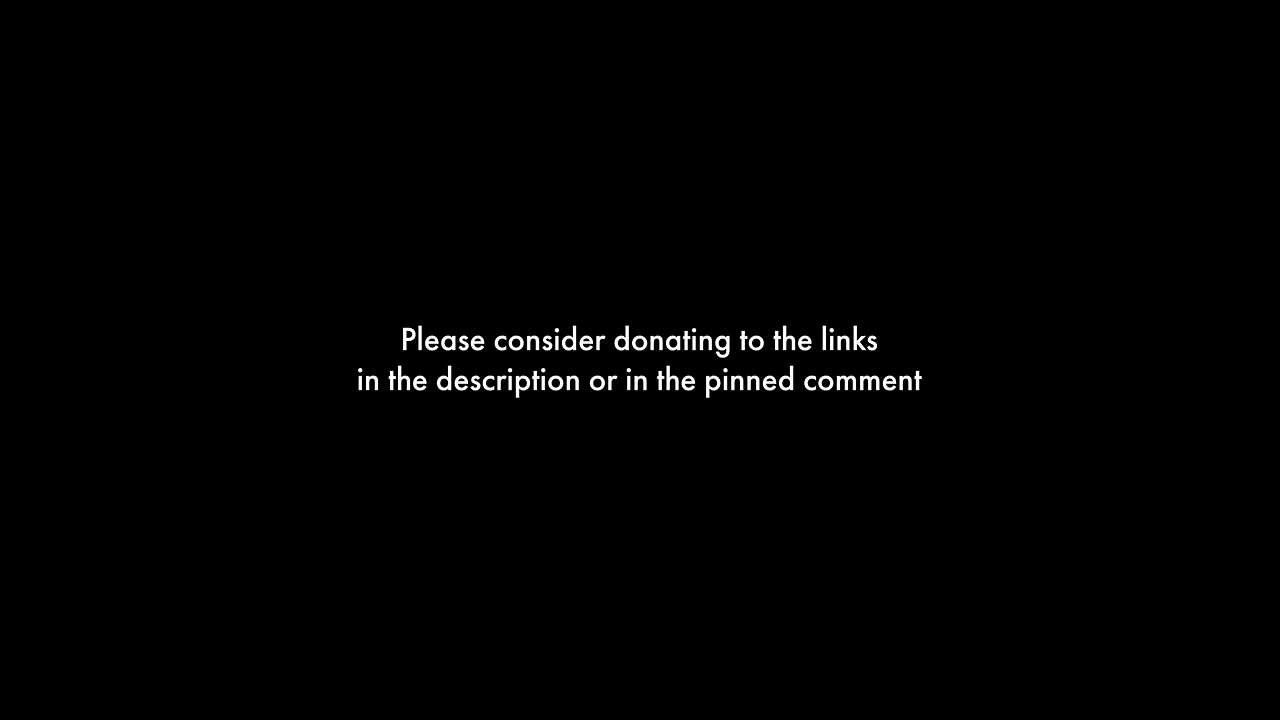 Please consider donating to the links
in the description or in the pinned comment